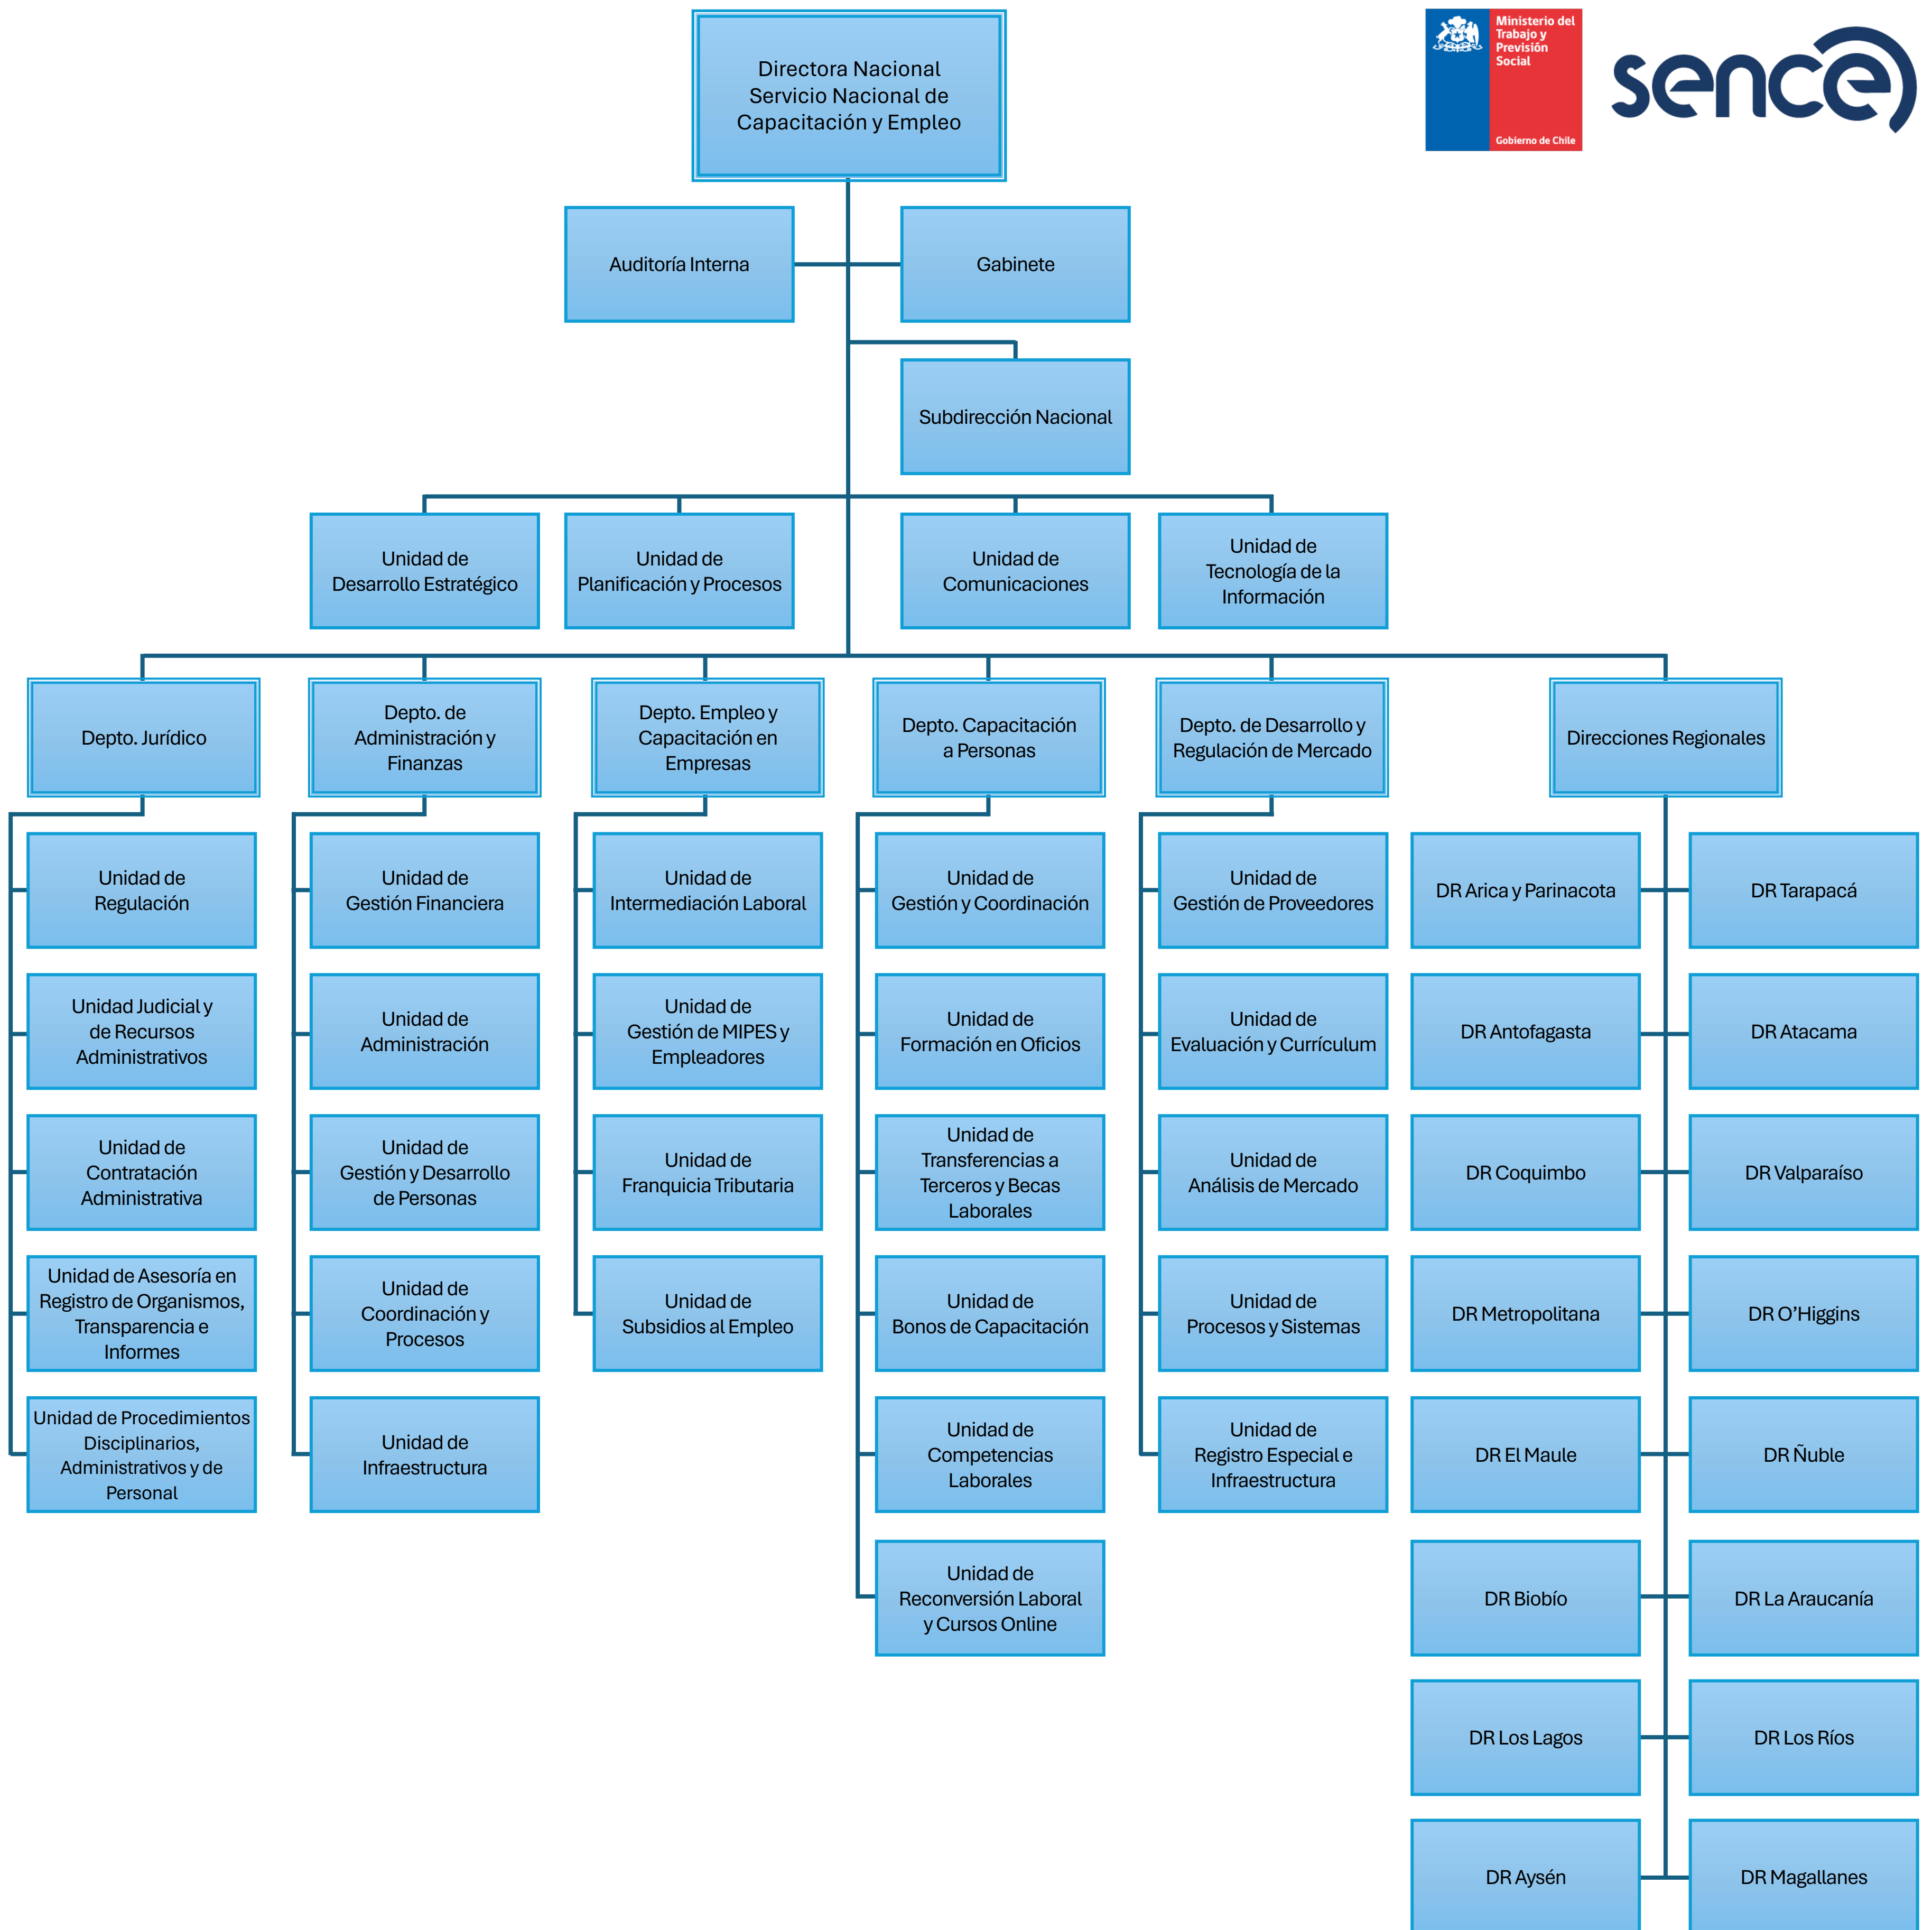 Directora Nacional
Servicio Nacional de
Capacitación y Empleo
Ministerio del
Trabajo y
Previsión
Social
Gobierno de Chile
sence
Auditoría Interna
Gabinete
Subdirección Nacional
Unidad de
Desarrollo Estratégico
Unidad de
Planificación y Procesos
Unidad de
Comunicaciones
Unidad de
Tecnología de la
Información
Depto. Jurídico
Depto. de
Administración y
Finanzas
Depto. Empleo y
Capacitación en
Empresas
Depto. Capacitación
a Personas
Depto. de Desarrollo y
Regulación de Mercado
Direcciones Regionales
Unidad de
Regulación
Unidad Judicial y
de Recursos
Administrativos
Unidad de
Contratación
Administrativa
Unidad de Asesoría en
Registro de Organismos,
Transparencia e
Informes
Unidad de Procedimientos
Disciplinarios,
Administrativos y de
Personal
Unidad de
Gestión Financiera
Unidad de
Administración
Unidad de
Gestión y Desarrollo
de Personas
Unidad de
Coordinación y
Procesos
Unidad de
Infraestructura
Unidad de
Intermediación Laboral
Unidad de
Gestión de MIPES y
Empleadores
Unidad de
Franquicia Tributaria
Unidad de
Subsidios al Empleo
Unidad de
Gestión y Coordinación
Unidad de
Formación en Oficios
Unidad de
Transferencias a
Terceros y Becas
Laborales
Unidad de
Bonos de Capacitación
Unidad de
Competencias
Laborales
Unidad de
Reconversión Laboral
y Cursos Online
Unidad de
Gestión de Proveedores
Unidad de
Evaluación y Currículum
Unidad de
Análisis de Mercado
Unidad de
Procesos y Sistemas
Unidad de
Registro Especial e
Infraestructura
DR Arica y Parinacota
DR Tarapacá
DR Antofagasta
DR Atacama
DR Coquimbo
DR Valparaíso
DR Metropolitana
DR O’Higgins
DR El Maule
DR Ñuble
DR Biobío
DR La Araucanía
DR Los Lagos
DR Los Ríos
DR Aysén
DR Magallanes